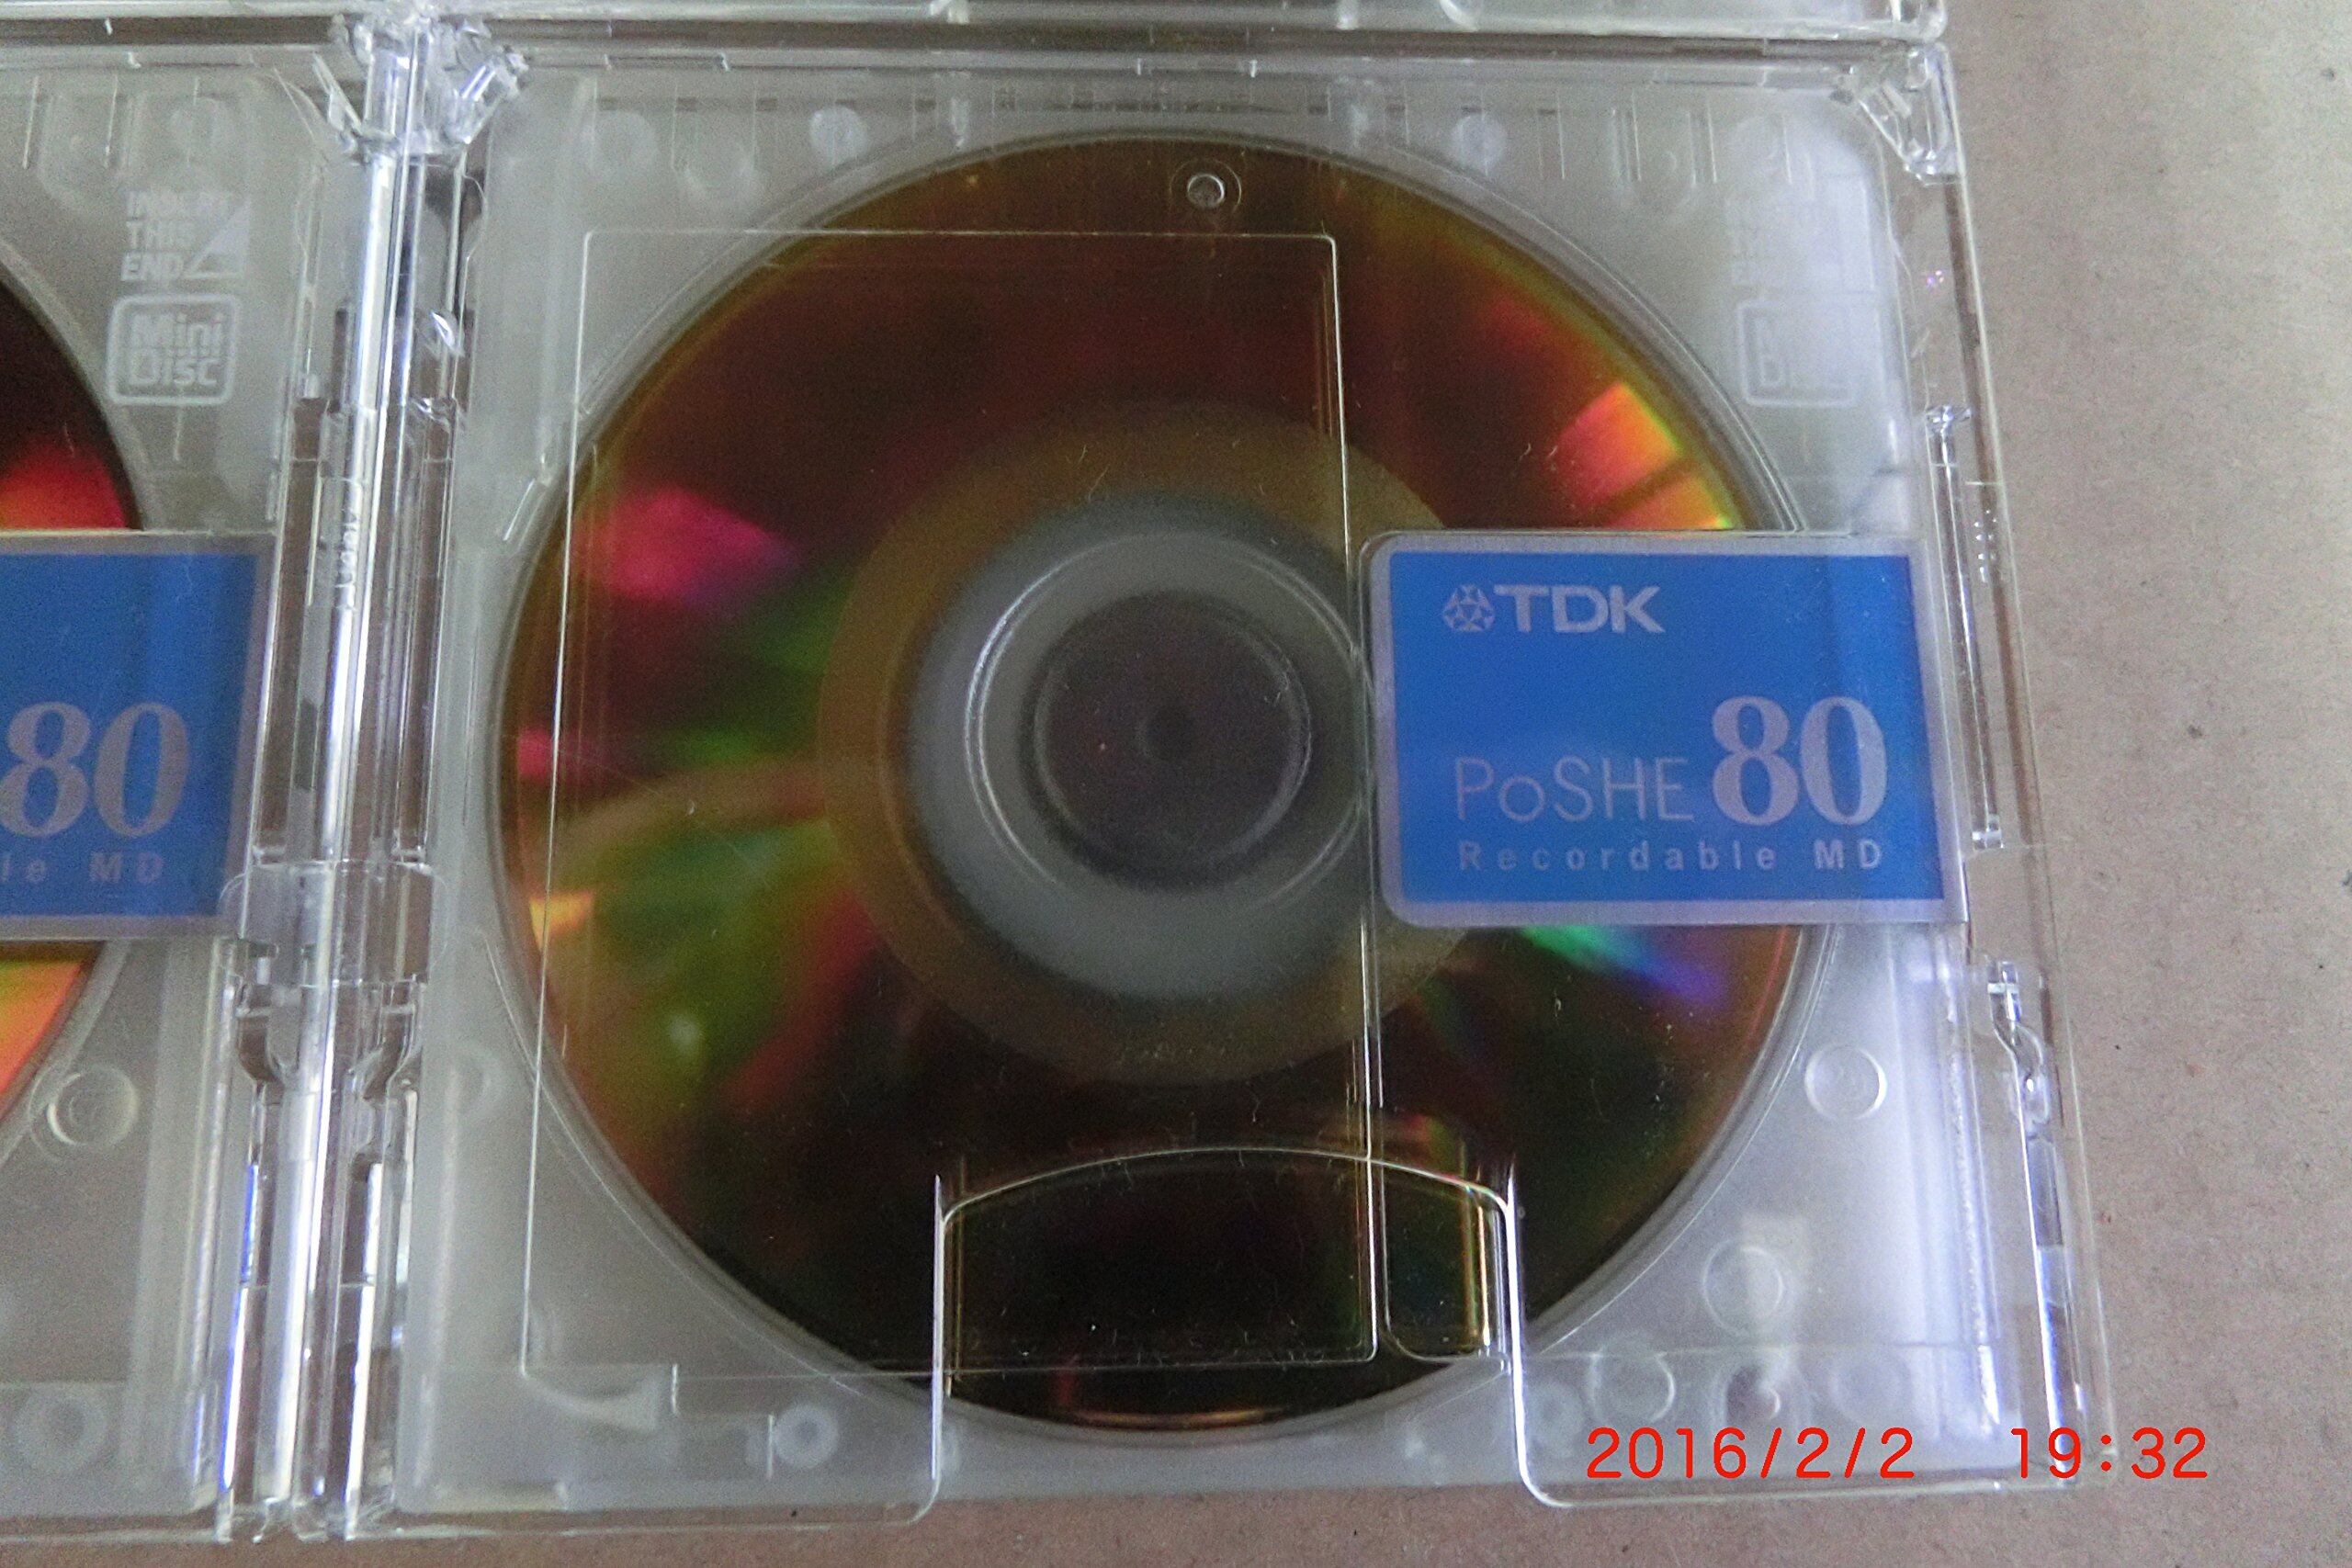 INSERT THIS END
Mini Disc
80
le MD
TDK
PoSHE 80
Recordable MD
2016/2/2 19:32